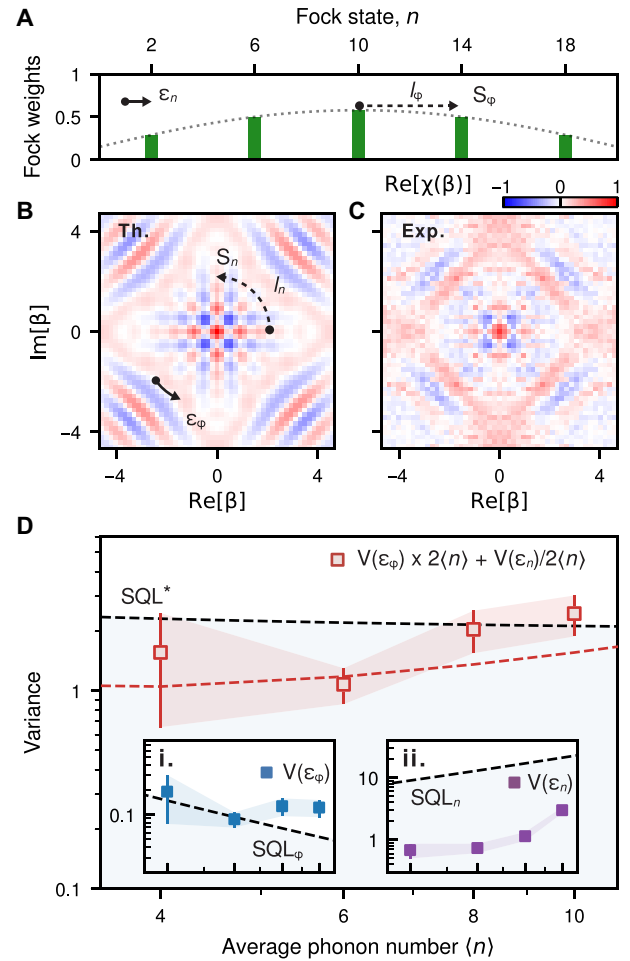 A
Fock state, n
2 6 10 14 18
Fock weights
1
0.5
0
εn
lφ
Sφ
Re[χ(β)]
−1 0 1
B
Th.
Sn
ln
εφ
4
0
−4
Im[β]
−4 0 4
Re[β]
C
Exp.
−4 0 4
Re[β]
D
V(εφ) x 2⟨n⟩ + V(εn)/2⟨n⟩
SQL*
Variance
1
0.1
i.
V(εφ)
0.1
SQLφ
ii.
10
SQLn
V(εn)
1
4 6 8 10
Average phonon number ⟨n⟩